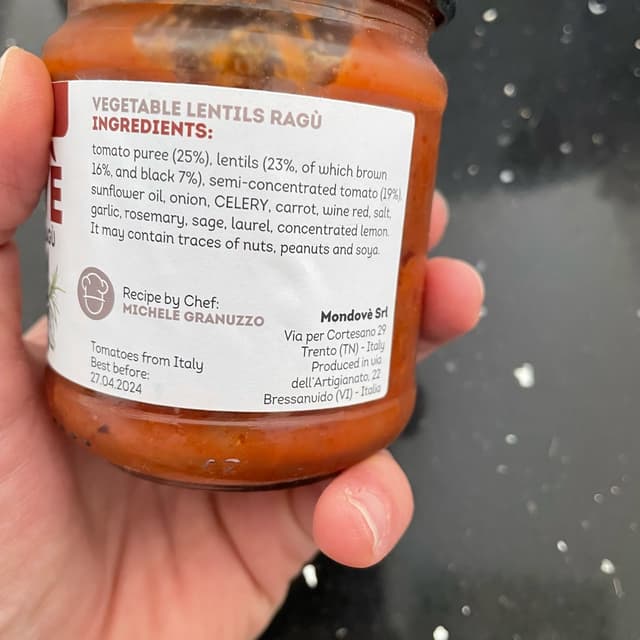 VEGETABLE LENTILS RAGÙ
INGREDIENTS:
tomato puree (25%), lentils (23%, of which brown
16%, and black 7%), semi-concentrated tomato (19%),
sunflower oil, onion, CELERY, carrot, wine red, salt,
garlic, rosemary, sage, laurel, concentrated lemon.
It may contain traces of nuts, peanuts and soya.
Recipe by Chef:
MICHELE GRANUZZO
Tomatoes from Italy
Best before:
27.04.2024
Mondovè Srl
Via per Cortesano 29
Trento (TN) - Italy
Produced in via
dell'Artigianato, 22
Bressanvido (VI) - Italia